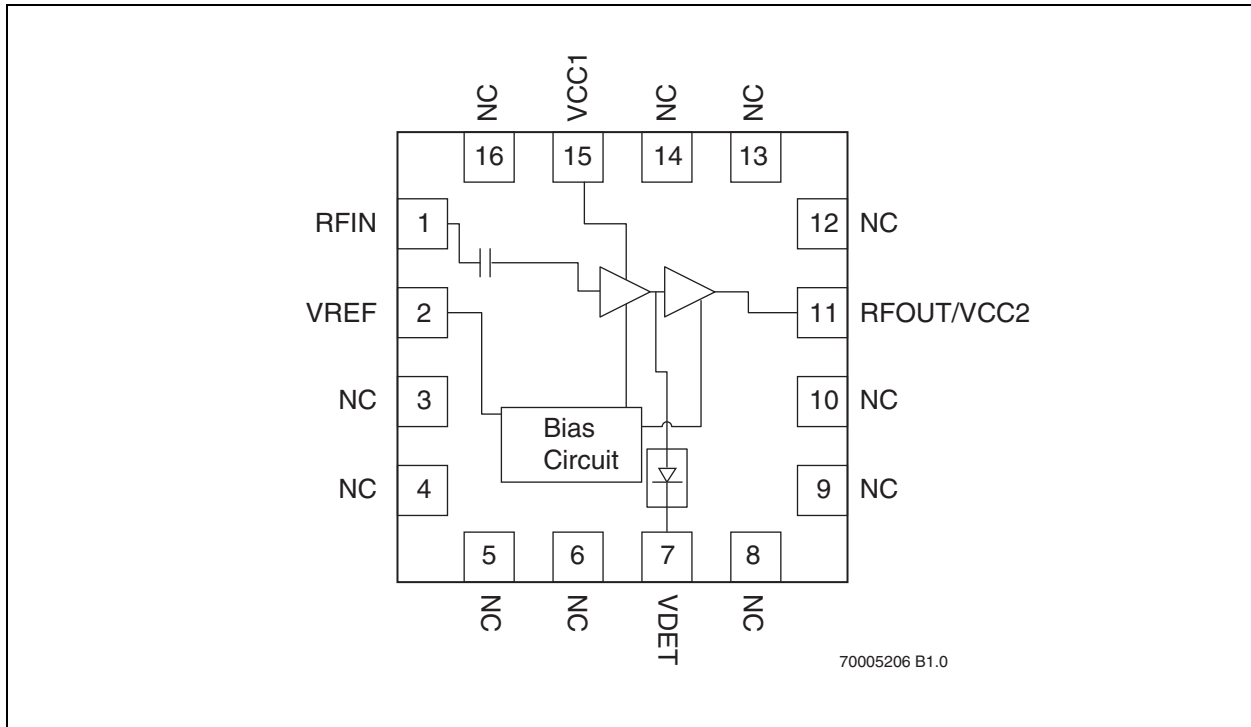 NC VCC1 NC NC
16 15 14 13
RFIN 1 12 NC
VREF 2 11 RFOUT/VCC2
NC 3 10 NC
Bias
Circuit
NC 4 9 NC
5 6 7 8
NC NC VDET NC
70005206 B1.0